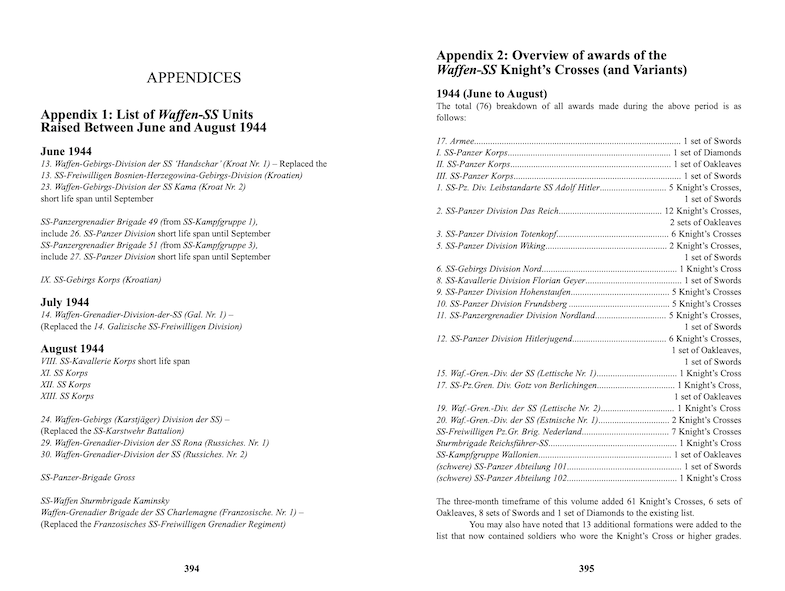 APPENDICES
Appendix 1: List of Waffen-SS Units
Raised Between June and August 1944
June 1944
13. Waffen-Gebirgs-Division der SS 'Handschar' (Kroat Nr. 1) – Replaced the
13. SS-Freiwilligen Bosnien-Herzegowina-Gebirgs-Division (Kroatien)
23. Waffen-Gebirgs-Division der SS Kama (Kroat Nr. 2)
short life span until September
SS-Panzergrenadier Brigade 49 (from SS-Kampfgruppe 1),
include 26. SS-Panzer Division short life span until September
SS-Panzergrenadier Brigade 51 (from SS-Kampfgruppe 3),
include 27. SS-Panzer Division short life span until September
IX. SS-Gebirgs Korps (Kroatian)
July 1944
14. Waffen-Grenadier-Division-der-SS (Gal. Nr. 1) –
(Replaced the 14. Galizische SS-Freiwilligen Division)
August 1944
VIII. SS-Kavallerie Korps short life span
XI. SS Korps
XII. SS Korps
XIII. SS Korps
24. Waffen-Gebirgs (Karstjäger) Division der SS) –
(Replaced the SS-Karstwehr Battalion)
29. Waffen-Grenadier-Division der SS Rona (Russiches. Nr. 1)
30. Waffen-Grenadier-Division der SS (Russiches. Nr. 2)
SS-Panzer-Brigade Gross
SS-Waffen Sturmbrigade Kaminsky
Waffen-Grenadier Brigade der SS Charlemagne (Franzosische. Nr. 1) –
(Replaced the Franzosisches SS-Freiwilligen Grenadier Regiment)
394
Appendix 2: Overview of awards of the
Waffen-SS Knight's Crosses (and Variants)
1944 (June to August)
The total (76) breakdown of all awards made during the above period is as
follows:
17. Armee.......... 1 set of Swords
I. SS-Panzer Korps.......... 1 set of Diamonds
II. SS-Panzer Korps.......... 1 set of Oakleaves
III. SS-Panzer Korps.......... 1 set of Swords
1. SS-Pz. Div. Leibstandarte SS Adolf Hitler.......... 5 Knight's Crosses,
1 set of Swords
2. SS-Panzer Division Das Reich.......... 12 Knight's Crosses,
2 sets of Oakleaves
3. SS-Panzer Division Totenkopf.......... 6 Knight's Crosses
5. SS-Panzer Division Wiking.......... 2 Knight's Crosses,
1 set of Swords
6. SS-Gebirgs Division Nord.......... 1 Knight's Cross
8. SS-Kavallerie Division Florian Geyer.......... 1 set of Swords
9. SS-Panzer Division Hohenstaufen.......... 5 Knight's Crosses
10. SS-Panzer Division Frundsberg .......... 5 Knight's Crosses
11. SS-Panzergrenadier Division Nordland.......... 5 Knight's Crosses
1 set of Swords
12. SS-Panzer Division Hitlerjugend.......... 6 Knight's Crosses,
1 set of Oakleaves,
1 set of Swords
15. Waf.-Gren.-Div. der SS (Lettische Nr. 1).......... 1 Knight's Cross
17. SS-Pz.Gren. Div. Gotz von Berlichingen.......... 1 Knight's Cross,
1 set of Oakleaves
19. Waf.-Gren.-Div. der SS (Lettische Nr. 2).......... 1 Knight's Cross
20. Waf.-Gren.-Div. der SS (Estnische Nr. 1).......... 2 Knight's Crosses
SS-Freiwilligen Pz.Gr. Brig. Nederland.......... 7 Knight's Crosses
Sturmbrigade Reichsführer-SS.......... 1 Knight's Cross
SS-Kampfgruppe Wallonien.......... 1 set of Oakleaves
(schwere) SS-Panzer Abteilung 101.......... 1 set of Swords
(schwere) SS-Panzer Abteilung 102.......... 1 Knight's Cross
The three-month timeframe of this volume added 61 Knight's Crosses, 6 sets of
Oakleaves, 8 sets of Swords and 1 set of Diamonds to the existing list.
You may also have noted that 13 additional formations were added to the
list that now contained soldiers who wore the Knight's Cross or higher grades.
395